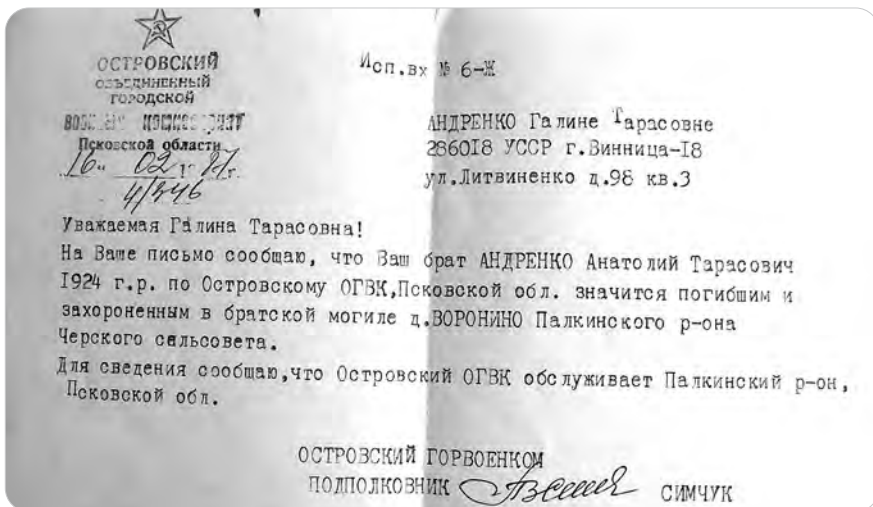 ОСТРОВСКИЙ
ОБЪЕДИНЕННЫЙ
ГОРОДСКОЙ
Псковской области
16 " 02 1 г.
4/346
Исп.вх № 6-Ж
АНДРЕНКО Галине Тарасовне
286018 УССР г.Винница-18
ул.Литвиненко д.98 кв.3
Уважаемая Галина Тарасовна!
На Ваше письмо сообщаю, что Ваш брат АНДРЕНКО Анатолий Тарасович
1924 г.р. по Островскому ОГВК,Псковской обл. значится погибшим и
захороненным в братской могиле д.ВОРОНИНО Палкинского р-она
Черского сельсовета.
Для сведения сообщаю,что Островский ОГВК обслуживает Палкинский р-он,
Псковской обл.
ОСТРОВСКИЙ ГОРВОЕНКОМ
ПОДПОЛКОВНИК СИМЧУК